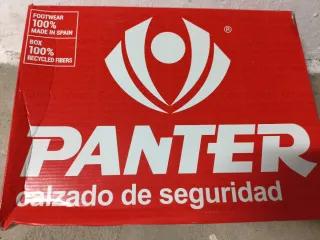 FOOTWEAR
100%
MADE IN SPAIN
BOX
100%
RECYCLED FIBERS
®
PANTER
calzado de seguridad